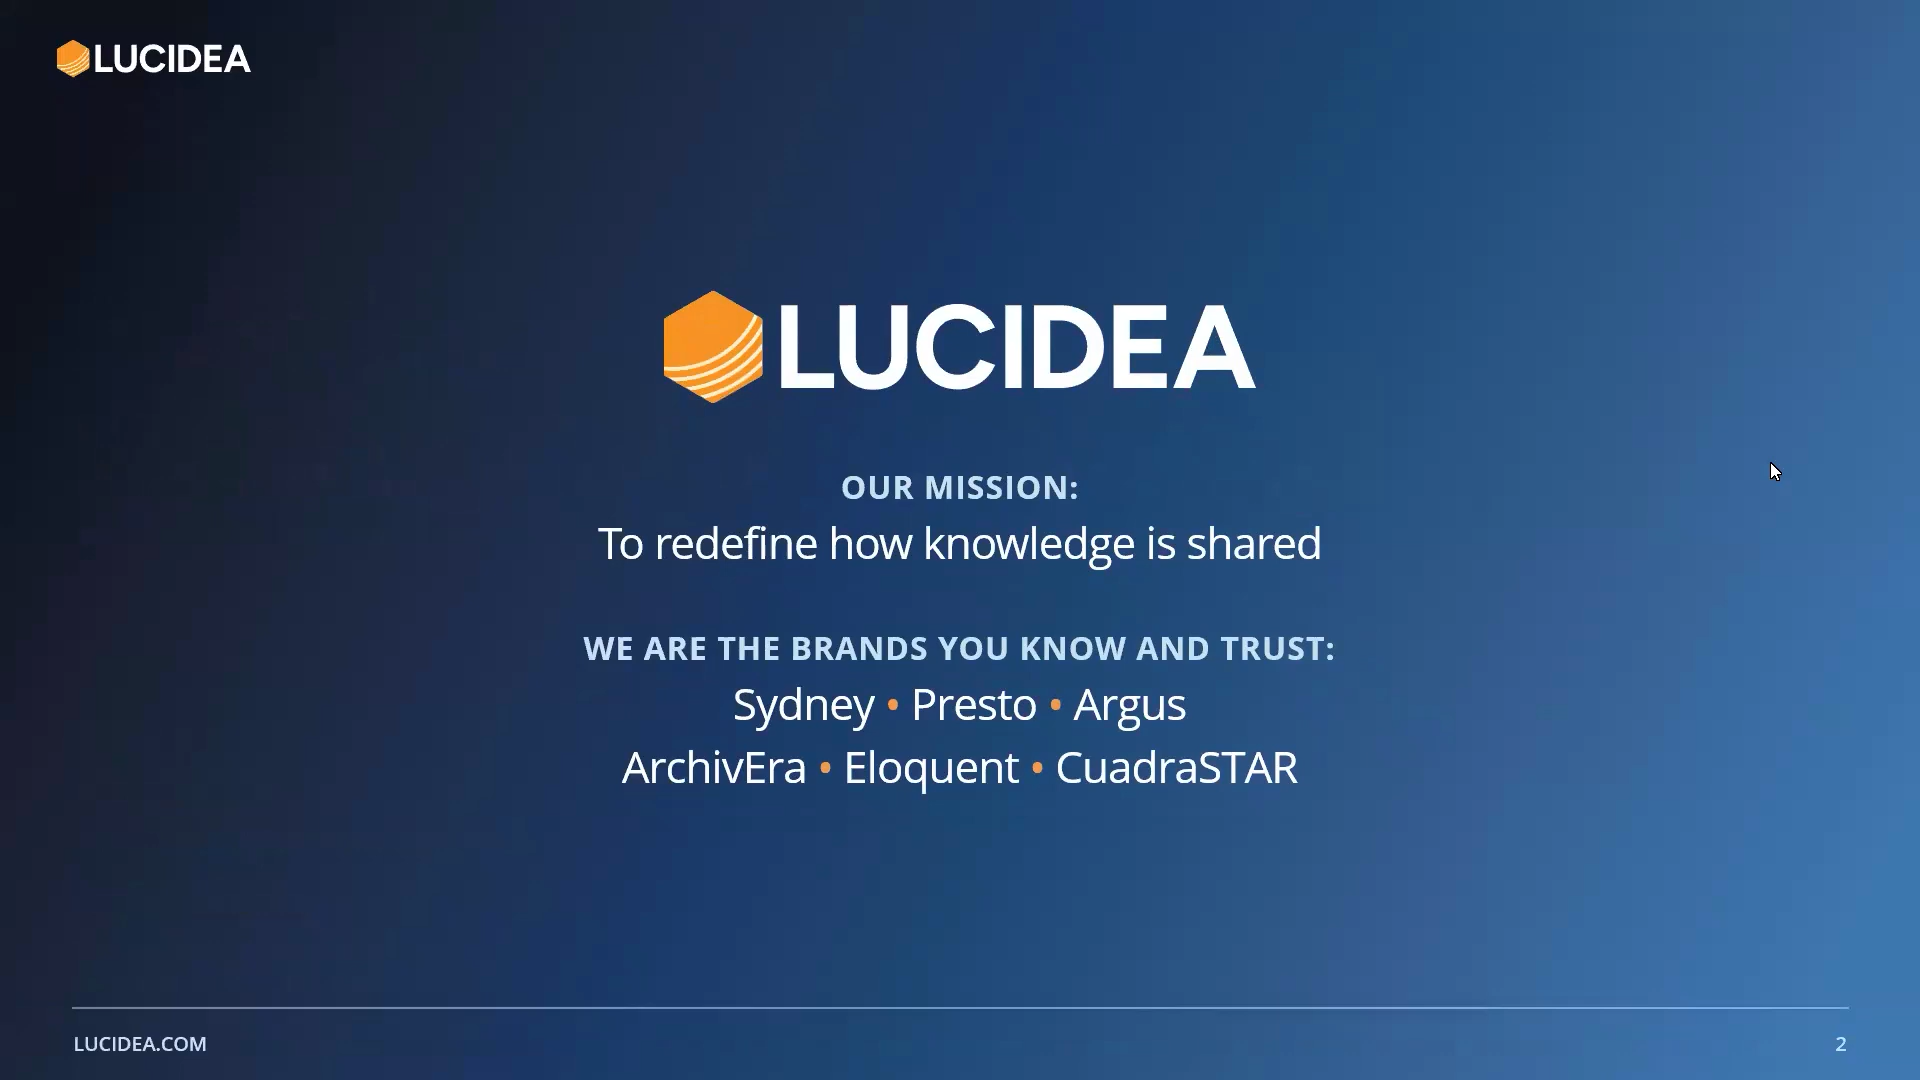 LUCIDEA
LUCIDEA
OUR MISSION:
To redefine how knowledge is shared
WE ARE THE BRANDS YOU KNOW AND TRUST:
Sydney • Presto • Argus
ArchivEra • Eloquent • CuadraSTAR
LUCIDEA.COM
2